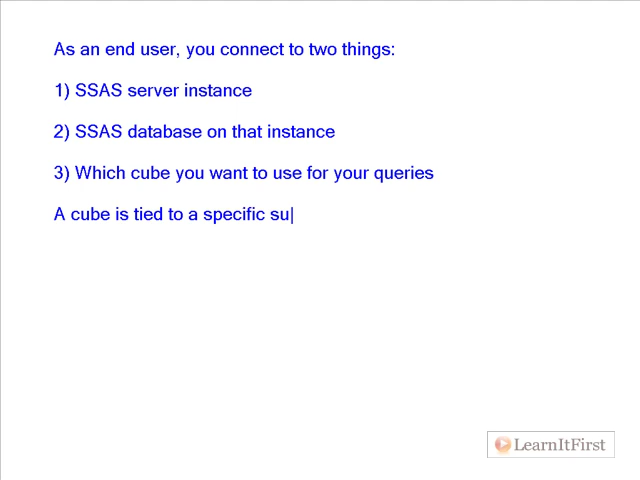 As an end user, you connect to two things:
1) SSAS server instance
2) SSAS database on that instance
3) Which cube you want to use for your queries
A cube is tied to a specific su
LearnItFirst